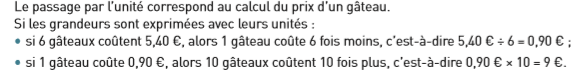 Le passage par l'unité correspond au calcul du prix d'un gâteau.
Si les grandeurs sont exprimées avec leurs unités :
• si 6 gâteaux coûtent 5,40 €, alors 1 gâteau coûte 6 fois moins, c'est-à-dire 5,40 € ÷ 6 = 0,90 € ;
• si 1 gâteau coûte 0,90 €, alors 10 gâteaux coûtent 10 fois plus, c'est-à-dire 0,90 € × 10 = 9 €.